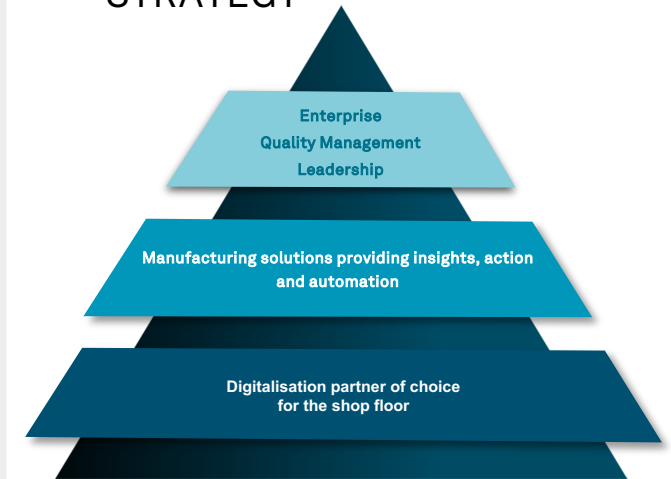 STRATEGY
Enterprise
Quality Management
Leadership
Manufacturing solutions providing insights, action
and automation
Digitalisation partner of choice
for the shop floor